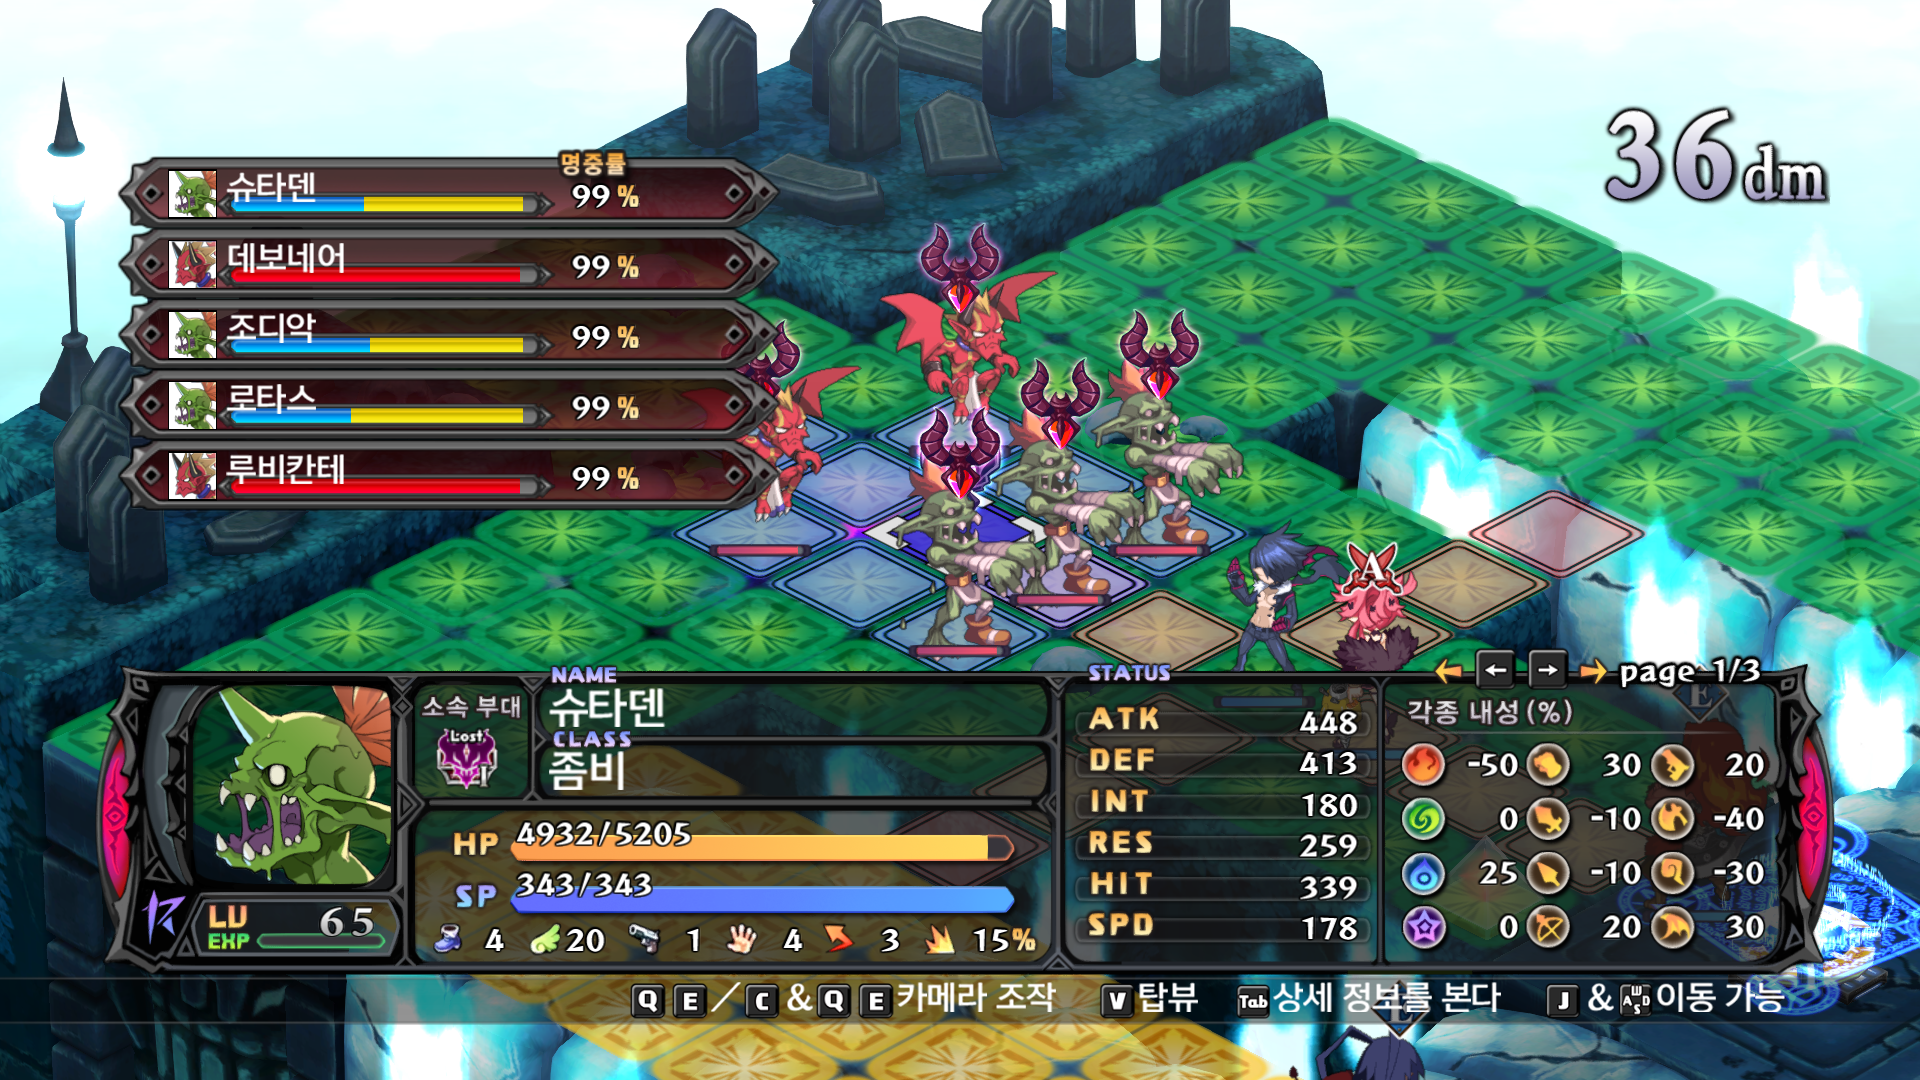 36dm
명중률
슈타덴 99%
데보네어 99%
조디악 99%
로타스 99%
루비칸테 99%
A
소속 부대
Lost
NAME
슈타덴
CLASS
좀비
HP 4932/5205
SP 343/343
LV 65
EXP
4 20 1 4 3 15%
STATUS
ATK 448
DEF 413
INT 180
RES 259
HIT 339
SPD 178
← → page 1/3
각종 내성(%)
-50 30 20
0 -10 -40
25 -10 -30
0 20 30
Q E / C & Q E 카메라 조작 V 탑뷰 Tab 상세 정보를 본다 J & WASD 이동 가능